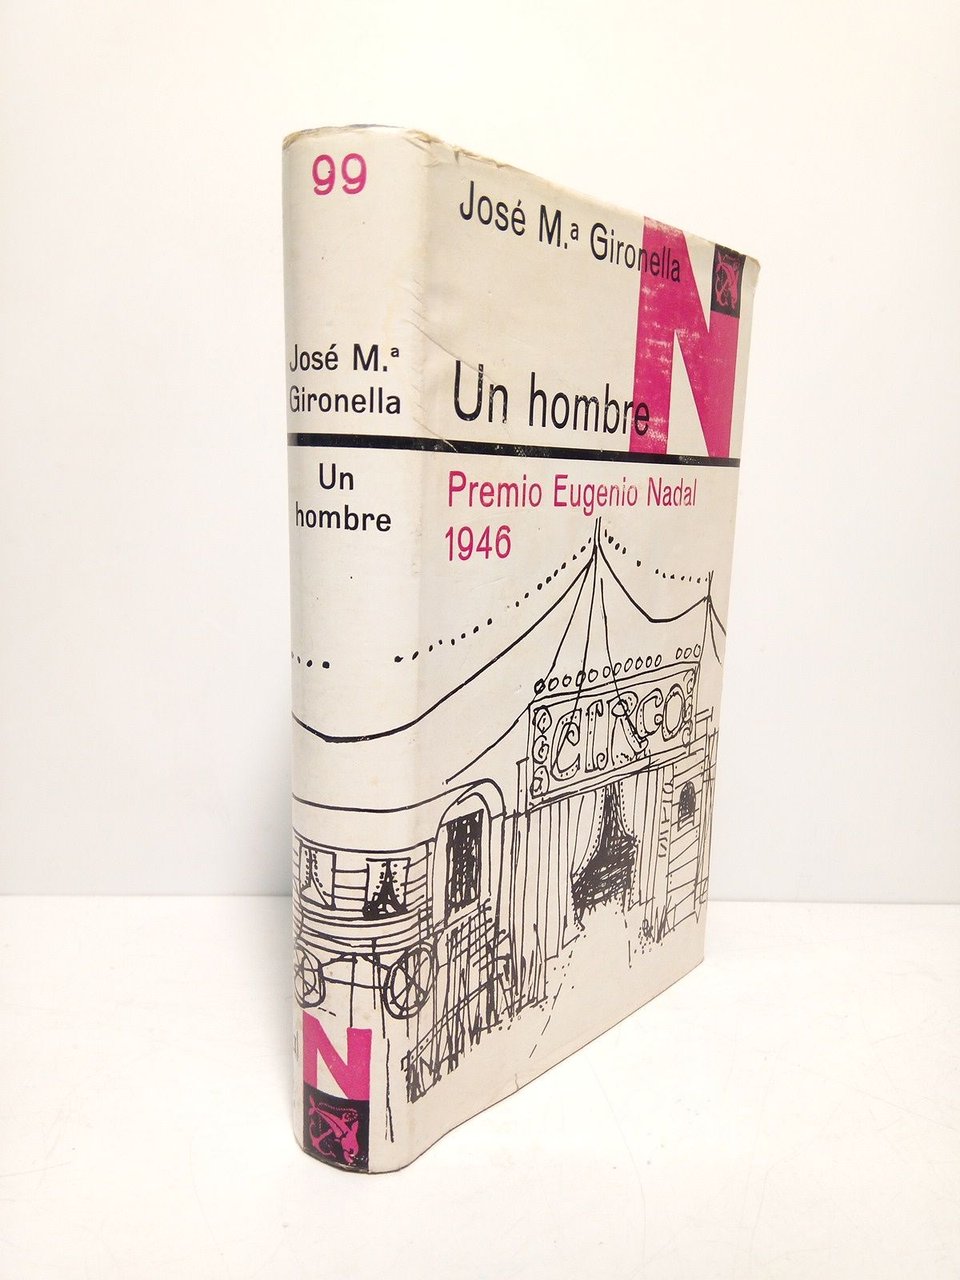 99
José M.ª
Gironella
Un
hombre
N
José M.ª Gironella
N
Un hombre
Premio Eugenio Nadal
1946
CIRCO